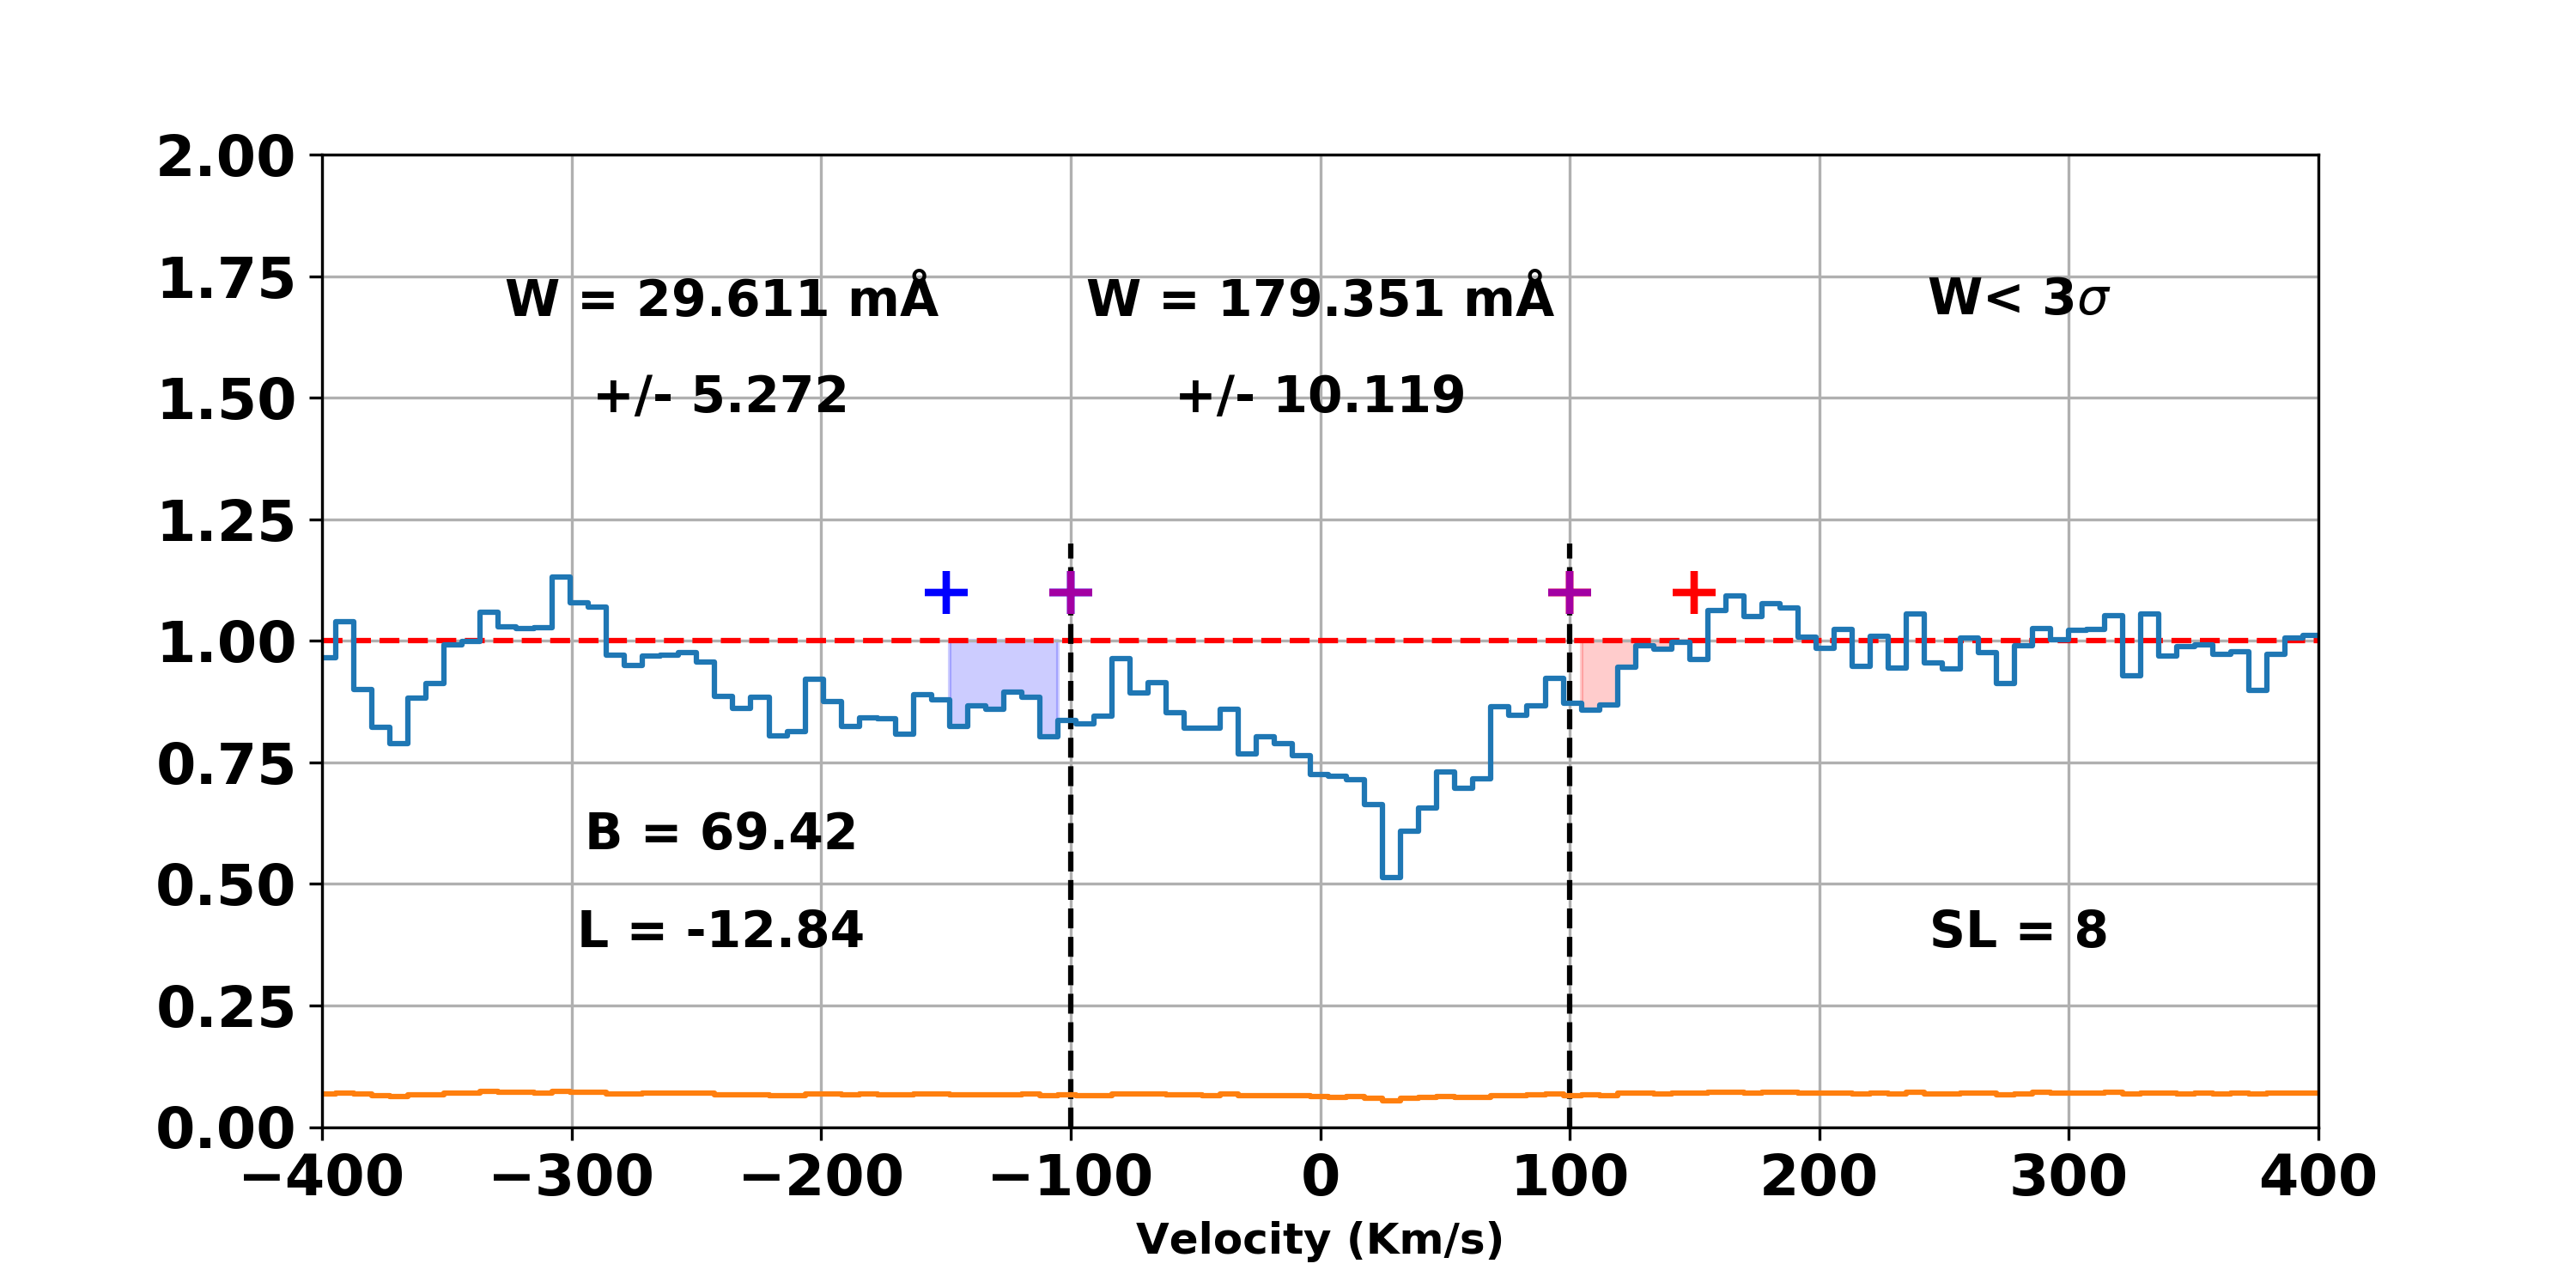 2.00
1.75
W = 29.611 mÅ
W = 179.351 mÅ
W< 3σ
1.50
+/- 5.272
+/- 10.119
1.25
1.00
0.75
B = 69.42
0.50
L = -12.84
SL = 8
0.25
0.00
−400 −300 −200 −100 0 100 200 300 400
Velocity (Km/s)